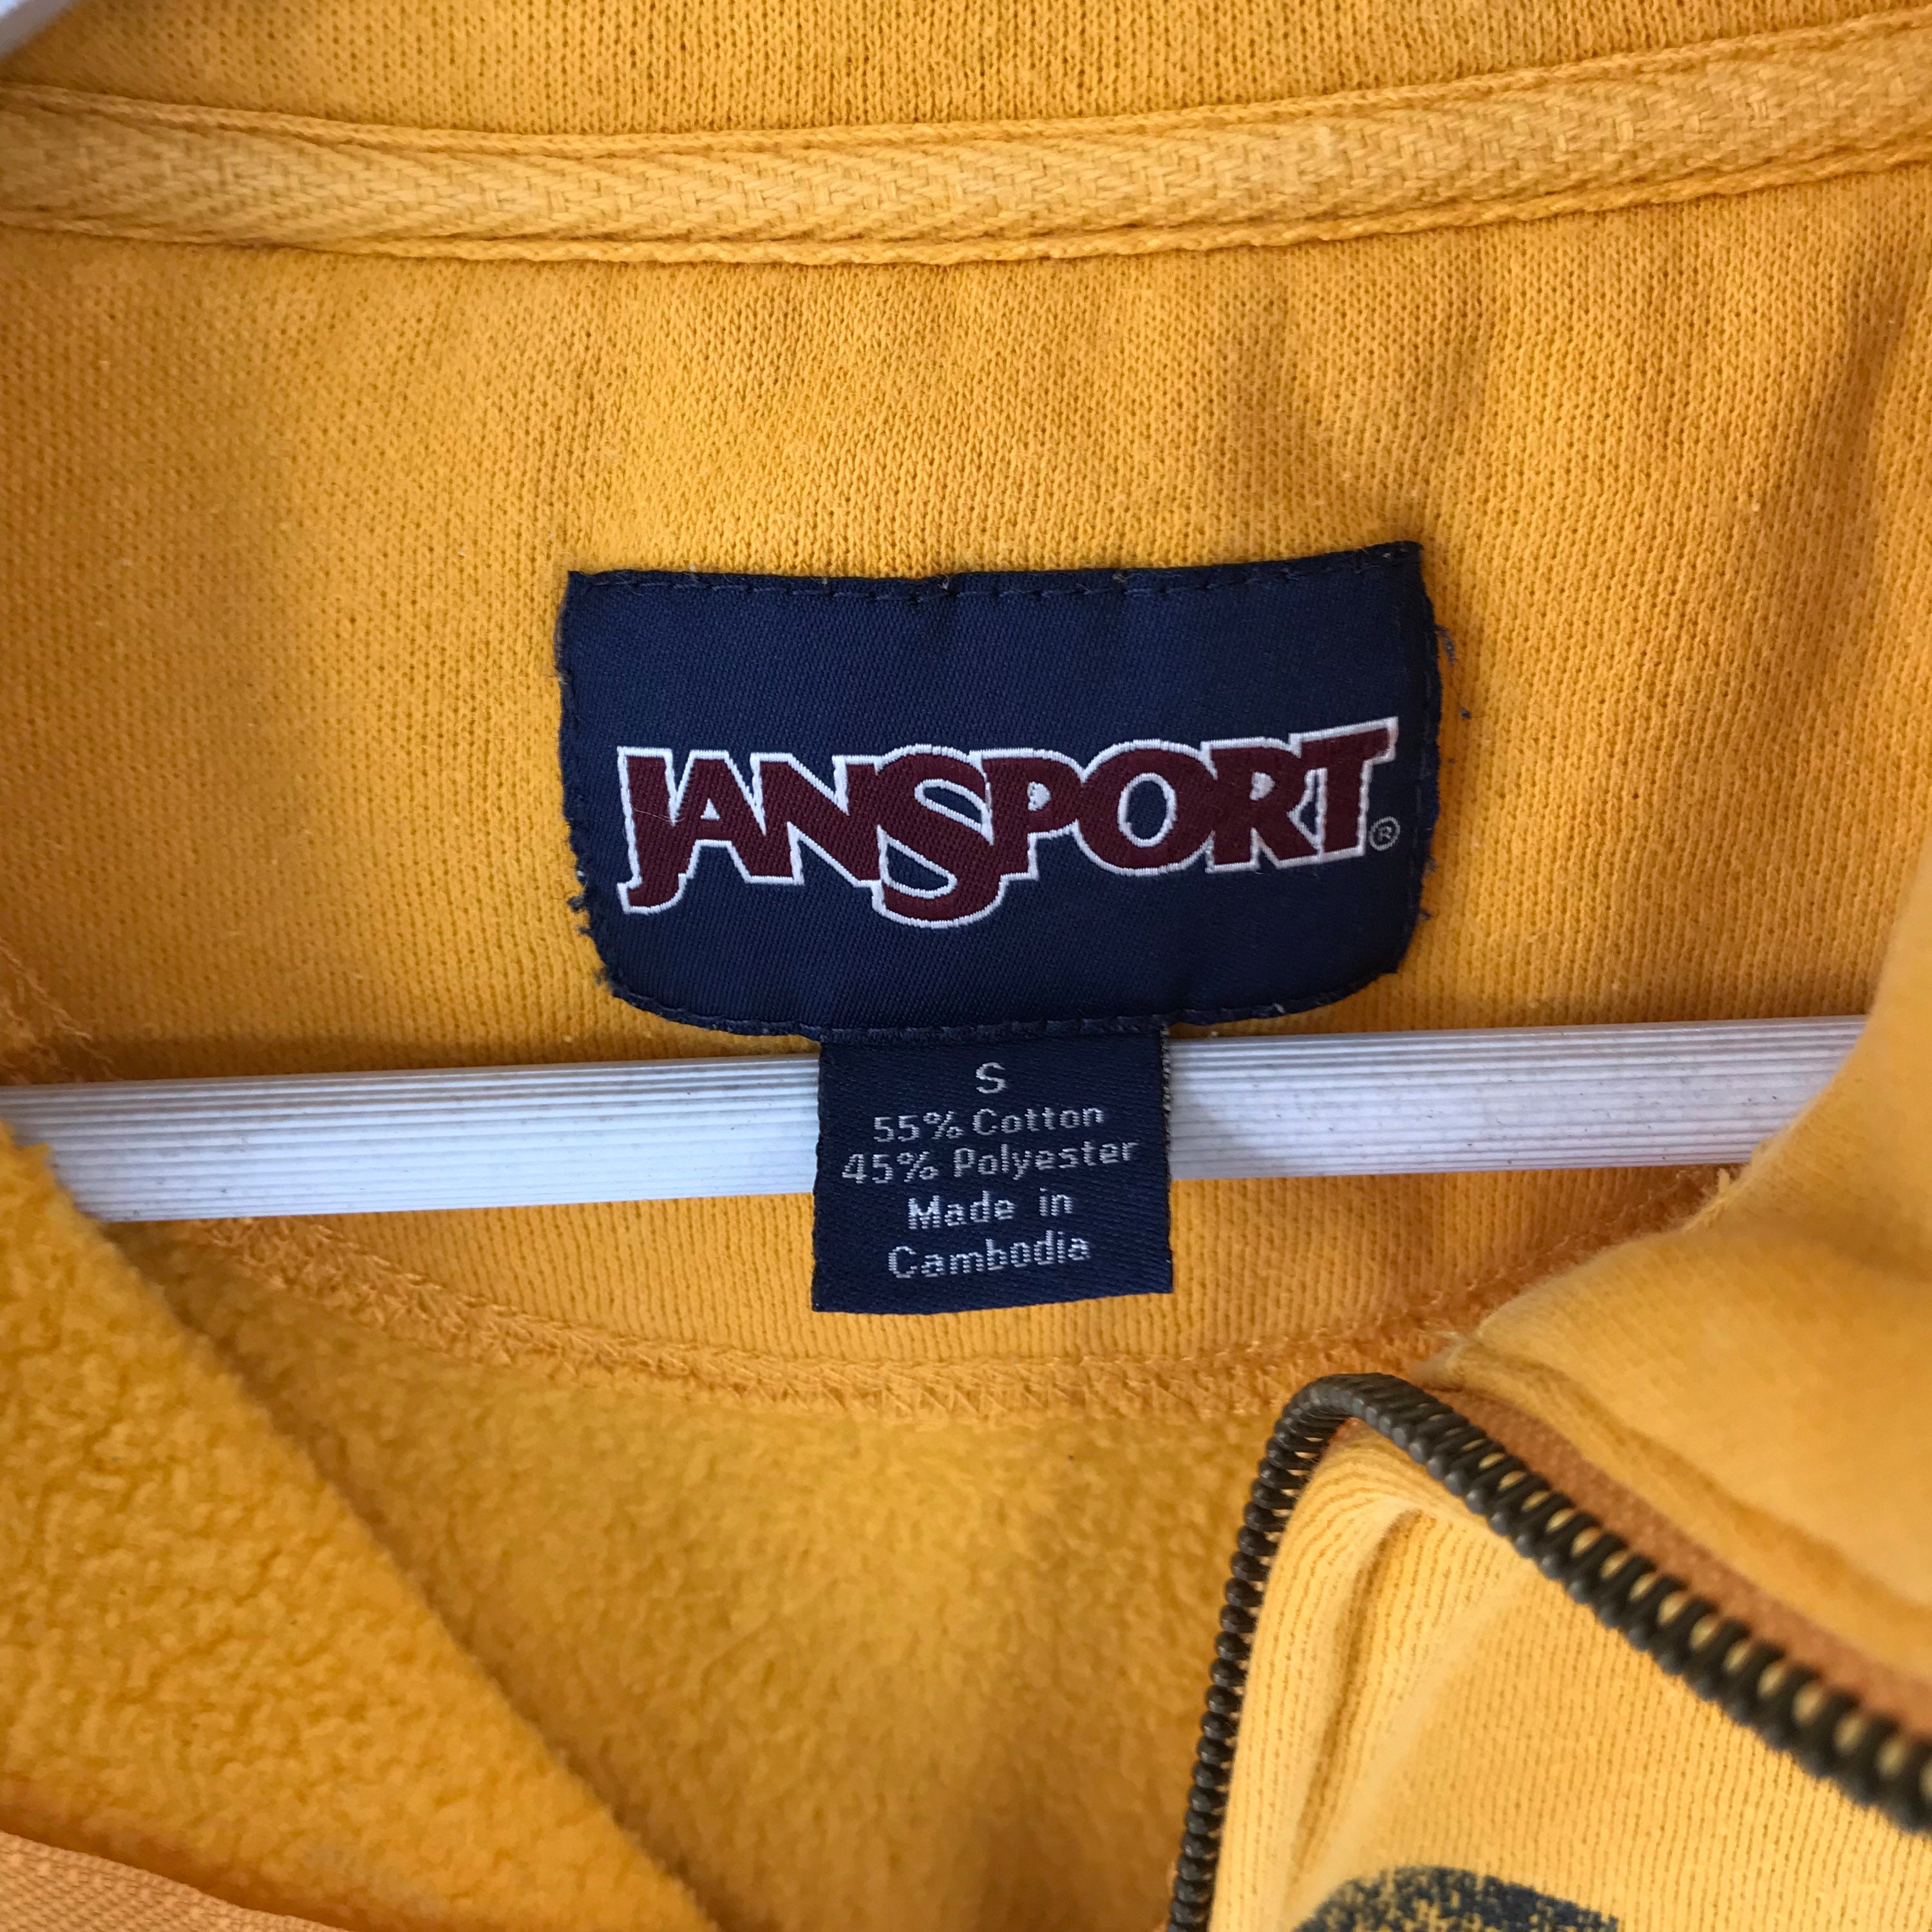 JANSPORT®
S
55% Cotton
45% Polyester
Made in
Cambodia